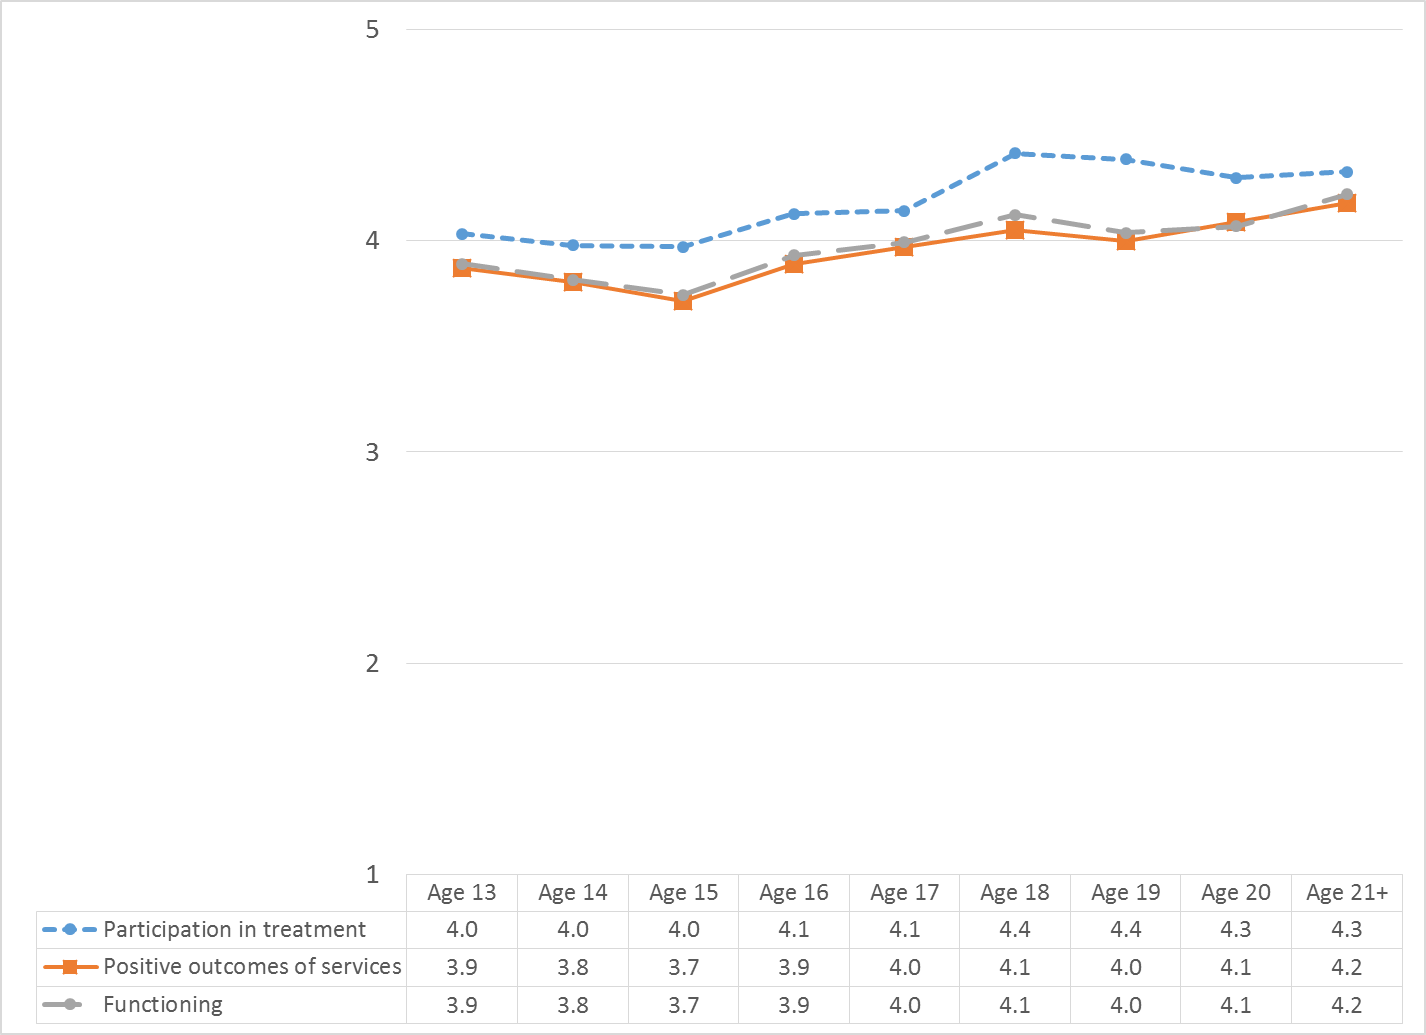 5
4
3
2
1
Age 13 Age 14 Age 15 Age 16 Age 17 Age 18 Age 19 Age 20 Age 21+
Participation in treatment 4.0 4.0 4.0 4.1 4.1 4.4 4.4 4.3 4.3
Positive outcomes of services 3.9 3.8 3.7 3.9 4.0 4.1 4.0 4.1 4.2
Functioning 3.9 3.8 3.7 3.9 4.0 4.1 4.0 4.1 4.2